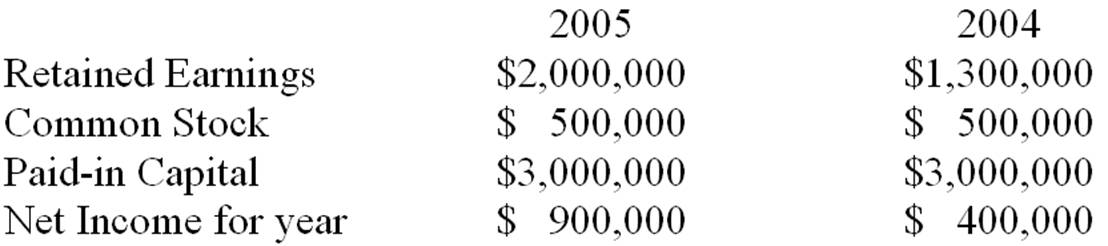 2005 2004
Retained Earnings $2,000,000 $1,300,000
Common Stock $ 500,000 $ 500,000
Paid-in Capital $3,000,000 $3,000,000
Net Income for year $ 900,000 $ 400,000